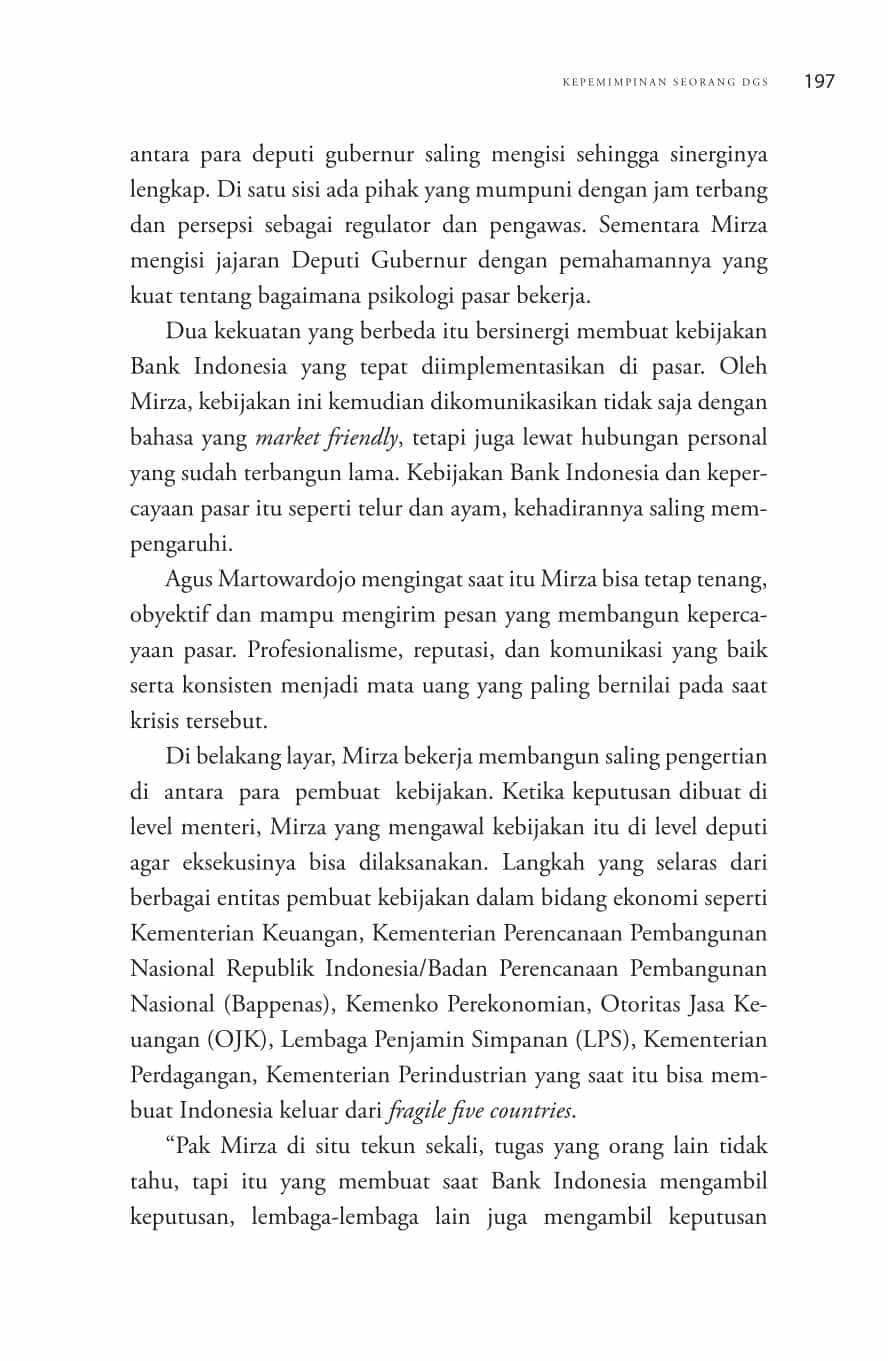 KEPEMIMPINAN SEORANG DGS 197
antara para deputi gubernur saling mengisi sehingga sinerginya
lengkap. Di satu sisi ada pihak yang mumpuni dengan jam terbang
dan persepsi sebagai regulator dan pengawas. Sementara Mirza
mengisi jajaran Deputi Gubernur dengan pemahamannya yang
kuat tentang bagaimana psikologi pasar bekerja.
Dua kekuatan yang berbeda itu bersinergi membuat kebijakan
Bank Indonesia yang tepat diimplementasikan di pasar. Oleh
Mirza, kebijakan ini kemudian dikomunikasikan tidak saja dengan
bahasa yang market friendly, tetapi juga lewat hubungan personal
yang sudah terbangun lama. Kebijakan Bank Indonesia dan keper-
cayaan pasar itu seperti telur dan ayam, kehadirannya saling mem-
pengaruhi.
Agus Martowardojo mengingat saat itu Mirza bisa tetap tenang,
obyektif dan mampu mengirim pesan yang membangun keperca-
yaan pasar. Profesionalisme, reputasi, dan komunikasi yang baik
serta konsisten menjadi mata uang yang paling bernilai pada saat
krisis tersebut.
Di belakang layar, Mirza bekerja membangun saling pengertian
di antara para pembuat kebijakan. Ketika keputusan dibuat di
level menteri, Mirza yang mengawal kebijakan itu di level deputi
agar eksekusinya bisa dilaksanakan. Langkah yang selaras dari
berbagai entitas pembuat kebijakan dalam bidang ekonomi seperti
Kementerian Keuangan, Kementerian Perencanaan Pembangunan
Nasional Republik Indonesia/Badan Perencanaan Pembangunan
Nasional (Bappenas), Kemenko Perekonomian, Otoritas Jasa Ke-
uangan (OJK), Lembaga Penjamin Simpanan (LPS), Kementerian
Perdagangan, Kementerian Perindustrian yang saat itu bisa mem-
buat Indonesia keluar dari fragile five countries.
“Pak Mirza di situ tekun sekali, tugas yang orang lain tidak
tahu, tapi itu yang membuat saat Bank Indonesia mengambil
keputusan, lembaga-lembaga lain juga mengambil keputusan